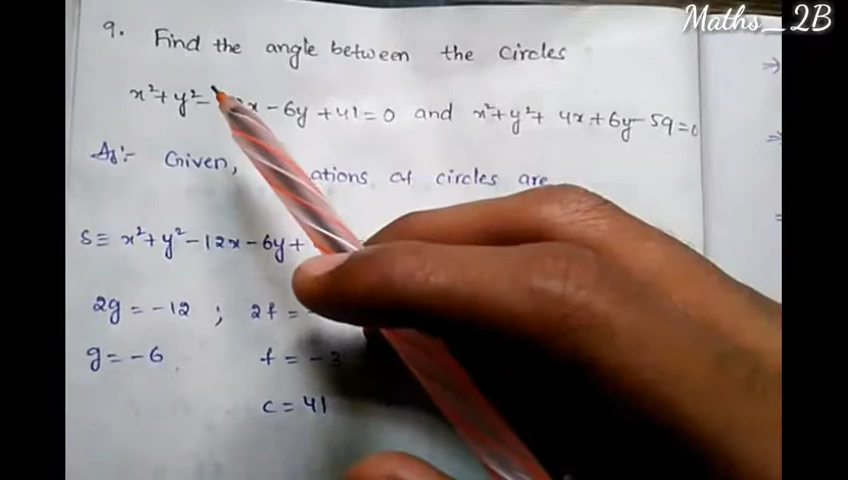 Maths_2B
9. Find the angle between the circles
x²+y²- x - 6y + 41 = 0 and x²+y²+ 4x + 6y - 59 = 0
As:- Given, ations of circles are
S ≡ x²+y²-12x-6y+
2g = -12 ; 2f =
g = -6 f = -3
c = 41